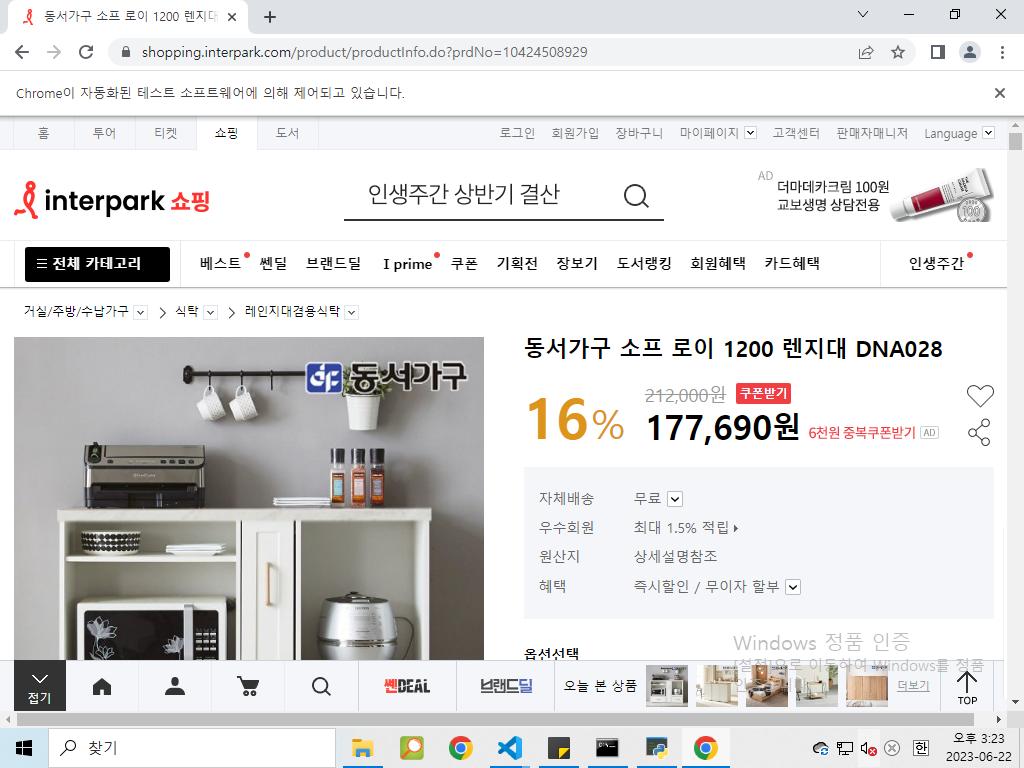 동서가구 소프 로이 1200 렌지대
shopping.interpark.com/product/productInfo.do?prdNo=10424508929
Chrome이 자동화된 테스트 소프트웨어에 의해 제어되고 있습니다.
홈 투어 티켓 쇼핑 도서 로그인 회원가입 장바구니 마이페이지 고객센터 판매자매니저 Language
interpark 쇼핑
인생주간 상반기 결산
AD
더마데카크림 100원
교보생명 상담전용
100
전체 카테고리 베스트 쎈딜 브랜드딜 I prime 쿠폰 기획전 장보기 도서랭킹 회원혜택 카드혜택 인생주간
거실/주방/수납가구 식탁 레인지대겸용식탁
동서가구
동서가구 소프 로이 1200 렌지대 DNA028
16%
212,000원 쿠폰받기
177,690원 6천원 중복쿠폰받기 AD
자체배송 무료
우수회원 최대 1.5% 적립
원산지 상세설명참조
혜택 즉시할인 / 무이자 할부
옵션선택
Windows 정품 인증
[설정]으로 이동하여 Windows를 정품
접기
쎈DEAL
브랜드딜
오늘 본 상품
더보기
TOP
찾기
한
오후 3:23
2023-06-22